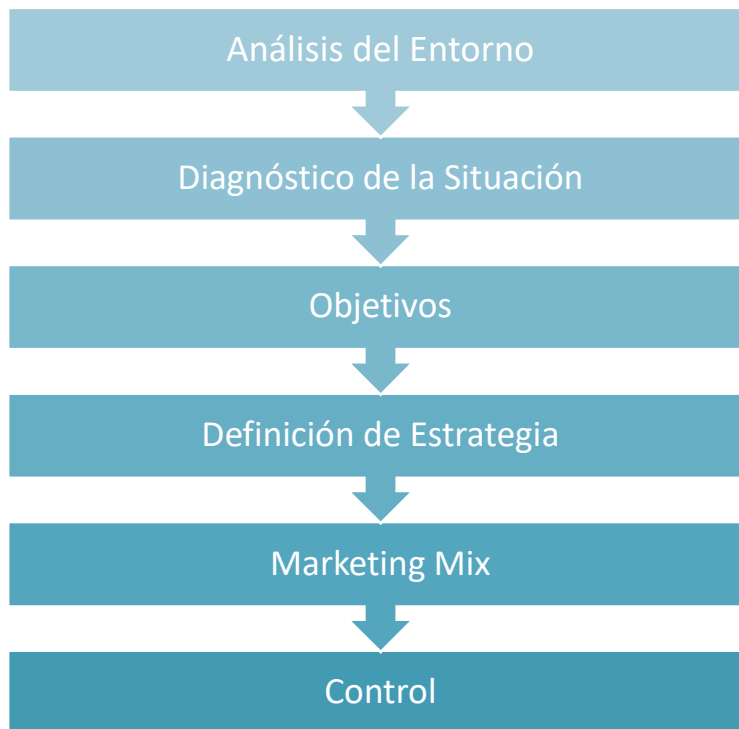 Análisis del Entorno
Diagnóstico de la Situación
Objetivos
Definición de Estrategia
Marketing Mix
Control